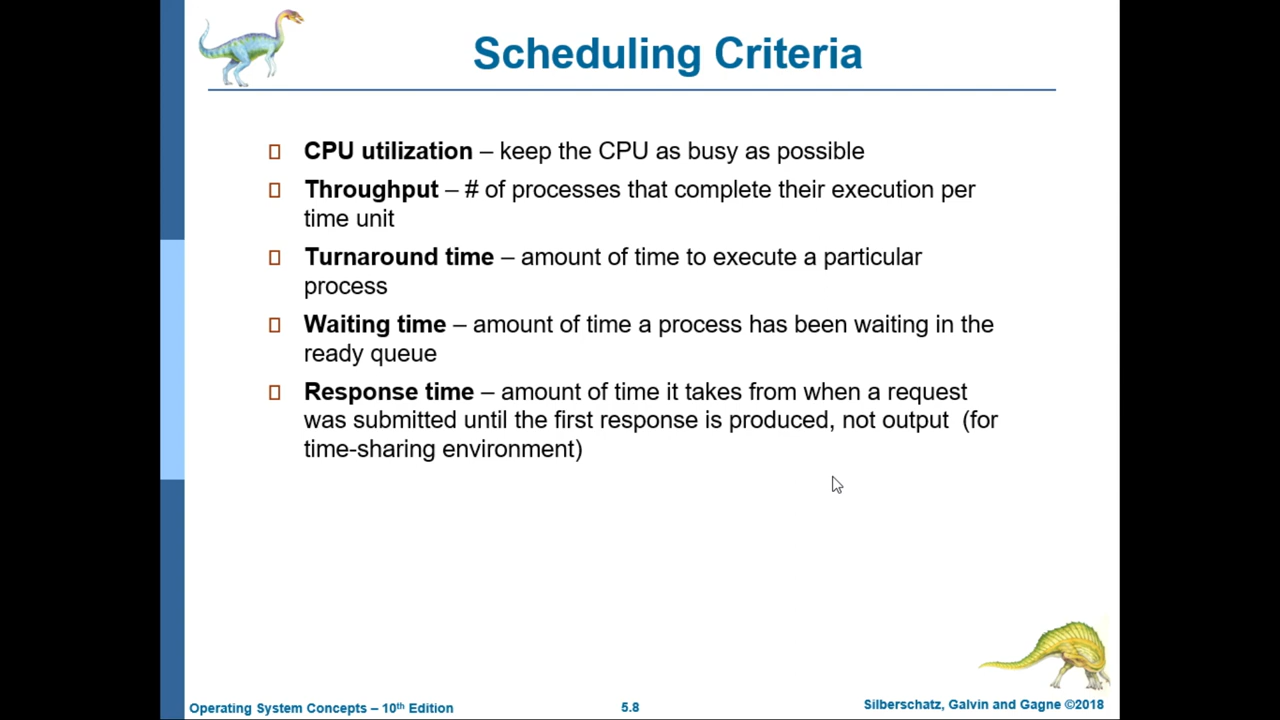 Scheduling Criteria
CPU utilization – keep the CPU as busy as possible
Throughput – # of processes that complete their execution per
time unit
Turnaround time – amount of time to execute a particular
process
Waiting time – amount of time a process has been waiting in the
ready queue
Response time – amount of time it takes from when a request
was submitted until the first response is produced, not output (for
time-sharing environment)
Operating System Concepts – 10th Edition
5.8
Silberschatz, Galvin and Gagne ©2018